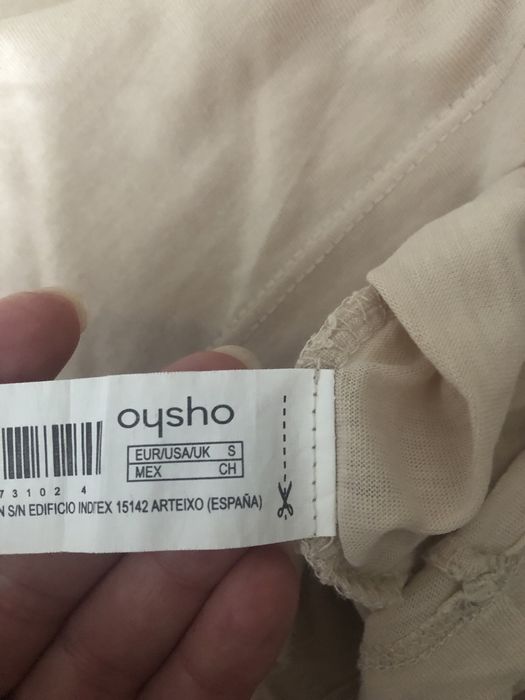 oysho
EUR/USA/UK S
MEX CH
73102 4
N S/N EDIFICIO INDITEX 15142 ARTEIXO (ESPAÑA)